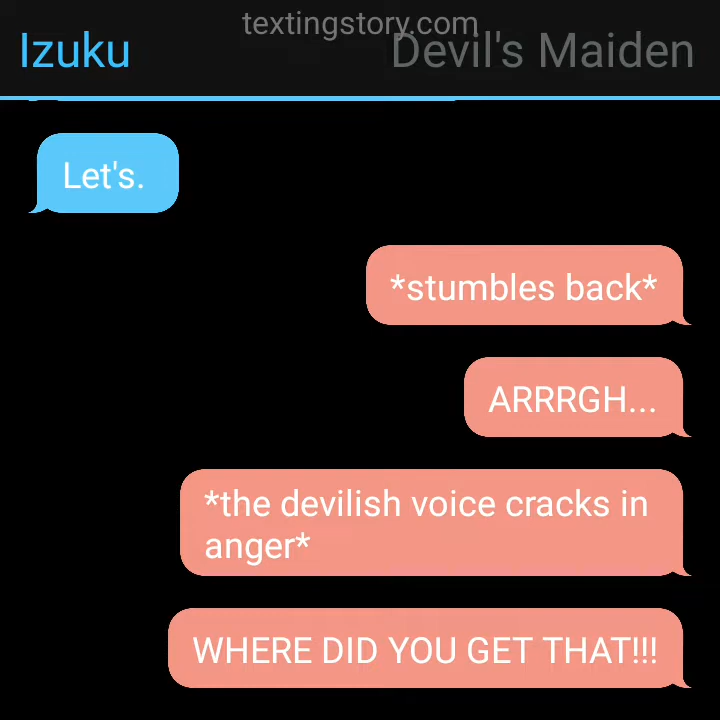 textingstory.com
Izuku
Devil's Maiden
Let's.
*stumbles back*
ARRRGH...
*the devilish voice cracks in
anger*
WHERE DID YOU GET THAT!!!